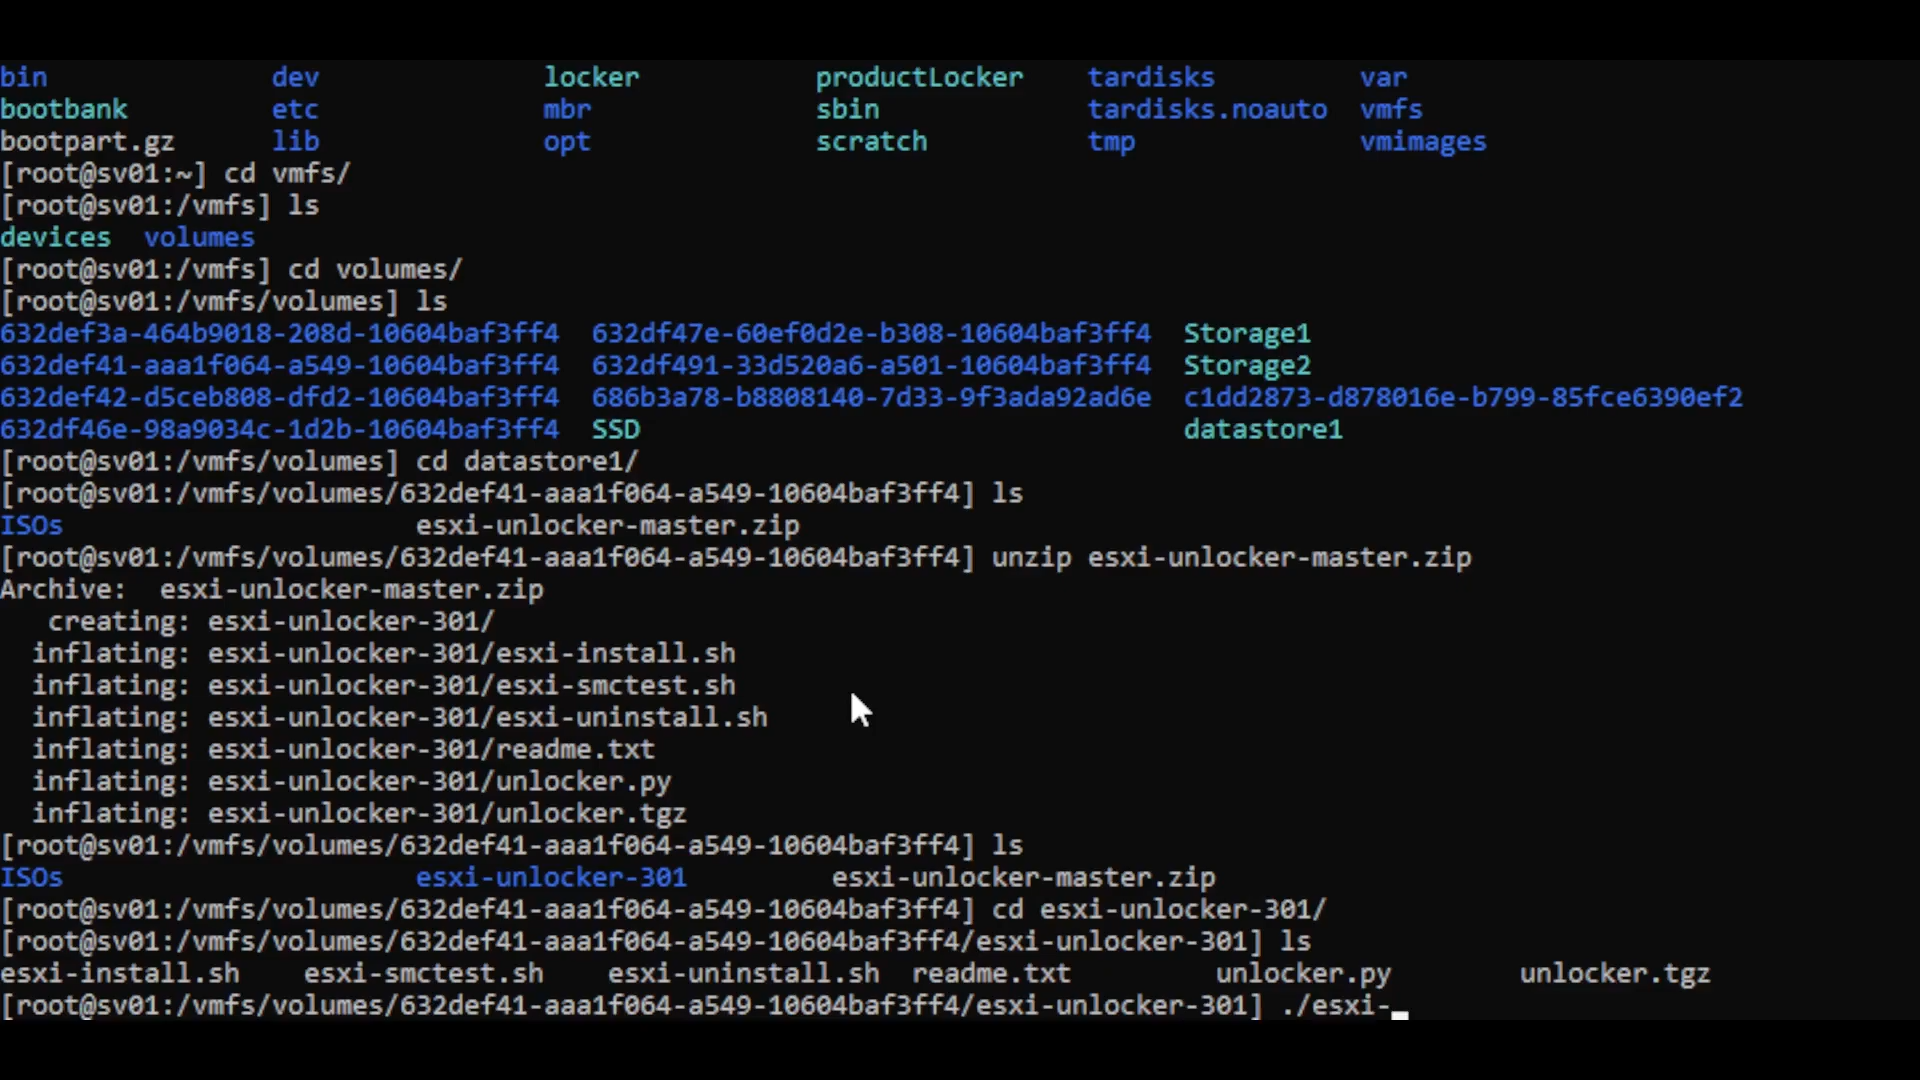 bin dev locker productLocker tardisks var
bootbank etc mbr sbin tardisks.noauto vmfs
bootpart.gz lib opt scratch tmp vmimages
[root@sv01:~] cd vmfs/
[root@sv01:/vmfs] ls
devices volumes
[root@sv01:/vmfs] cd volumes/
[root@sv01:/vmfs/volumes] ls
632def3a-464b9018-208d-10604baf3ff4 632df47e-60ef0d2e-b308-10604baf3ff4 Storage1
632def41-aaa1f064-a549-10604baf3ff4 632df491-33d520a6-a501-10604baf3ff4 Storage2
632def42-d5ceb808-dfd2-10604baf3ff4 686b3a78-b8808140-7d33-9f3ada92ad6e c1dd2873-d878016e-b799-85fce6390ef2
632df46e-98a9034c-1d2b-10604baf3ff4 SSD datastore1
[root@sv01:/vmfs/volumes] cd datastore1/
[root@sv01:/vmfs/volumes/632def41-aaa1f064-a549-10604baf3ff4] ls
ISOs esxi-unlocker-master.zip
[root@sv01:/vmfs/volumes/632def41-aaa1f064-a549-10604baf3ff4] unzip esxi-unlocker-master.zip
Archive: esxi-unlocker-master.zip
creating: esxi-unlocker-301/
inflating: esxi-unlocker-301/esxi-install.sh
inflating: esxi-unlocker-301/esxi-smctest.sh
inflating: esxi-unlocker-301/esxi-uninstall.sh
inflating: esxi-unlocker-301/readme.txt
inflating: esxi-unlocker-301/unlocker.py
inflating: esxi-unlocker-301/unlocker.tgz
[root@sv01:/vmfs/volumes/632def41-aaa1f064-a549-10604baf3ff4] ls
ISOs esxi-unlocker-301 esxi-unlocker-master.zip
[root@sv01:/vmfs/volumes/632def41-aaa1f064-a549-10604baf3ff4] cd esxi-unlocker-301/
[root@sv01:/vmfs/volumes/632def41-aaa1f064-a549-10604baf3ff4/esxi-unlocker-301] ls
esxi-install.sh esxi-smctest.sh esxi-uninstall.sh readme.txt unlocker.py unlocker.tgz
[root@sv01:/vmfs/volumes/632def41-aaa1f064-a549-10604baf3ff4/esxi-unlocker-301] ./esxi-